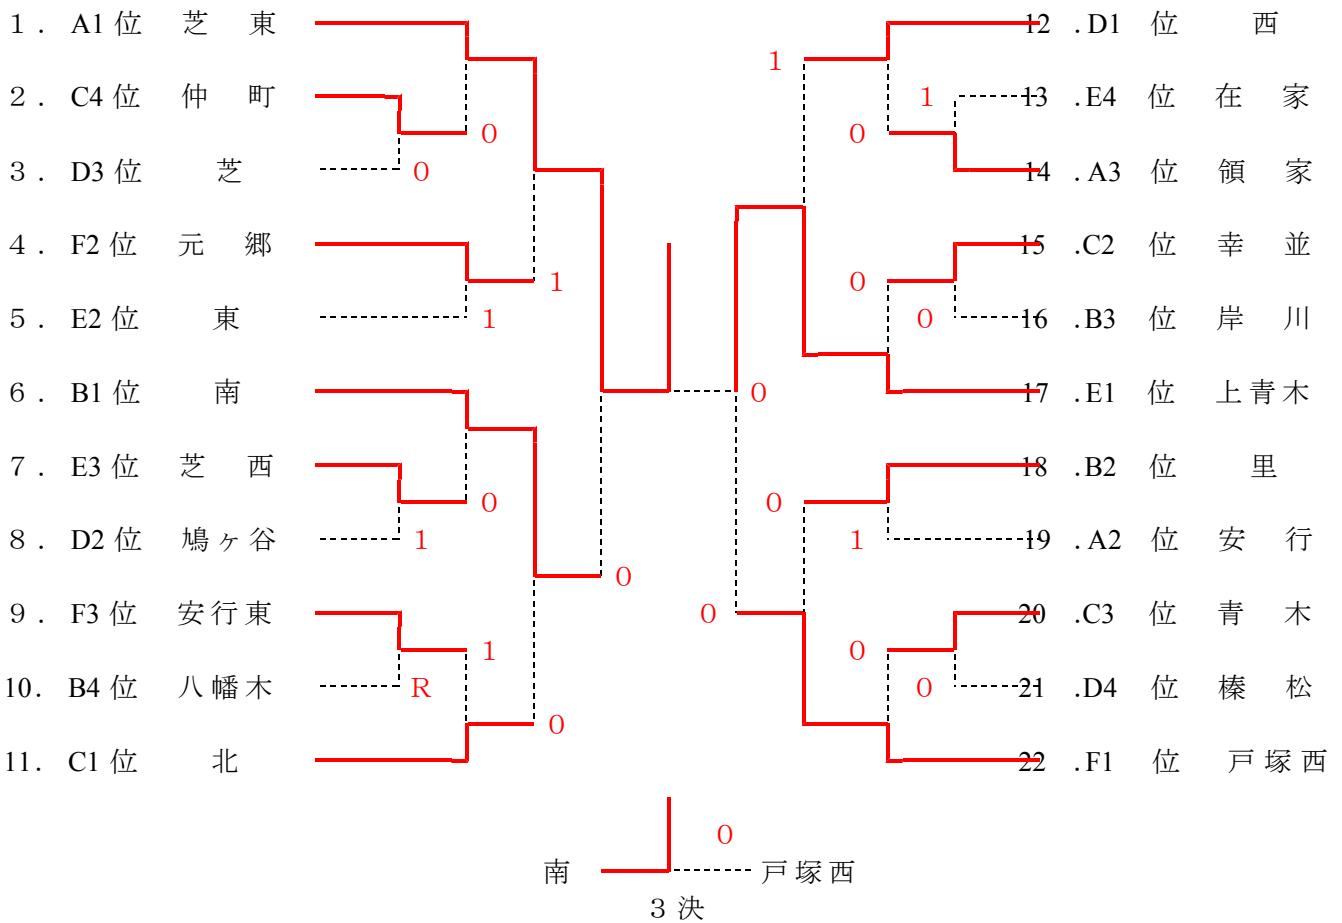 1． A1 位 芝 東
12 .D1 位 西
1
2． C4 位 仲 町
1
13 .E4 位 在 家
0
0
3． D3 位 芝
0
14 .A3 位 領 家
4． F2 位 元 郷
15 .C2 位 幸 並
1
0
5． E2 位 東
1
0
16 .B3 位 岸 川
6． B1 位 南
0
17 .E1 位 上青木
7． E3 位 芝 西
18 .B2 位 里
0
0
8． D2 位 鳩ヶ谷
1
1
19 .A2 位 安 行
0
9． F3 位 安行東
0
20 .C3 位 青 木
1
0
10． B4 位 八幡木
R
0
21 .D4 位 榛 松
0
11． C1 位 北
22 .F1 位 戸塚西
0
南 戸塚西
３決